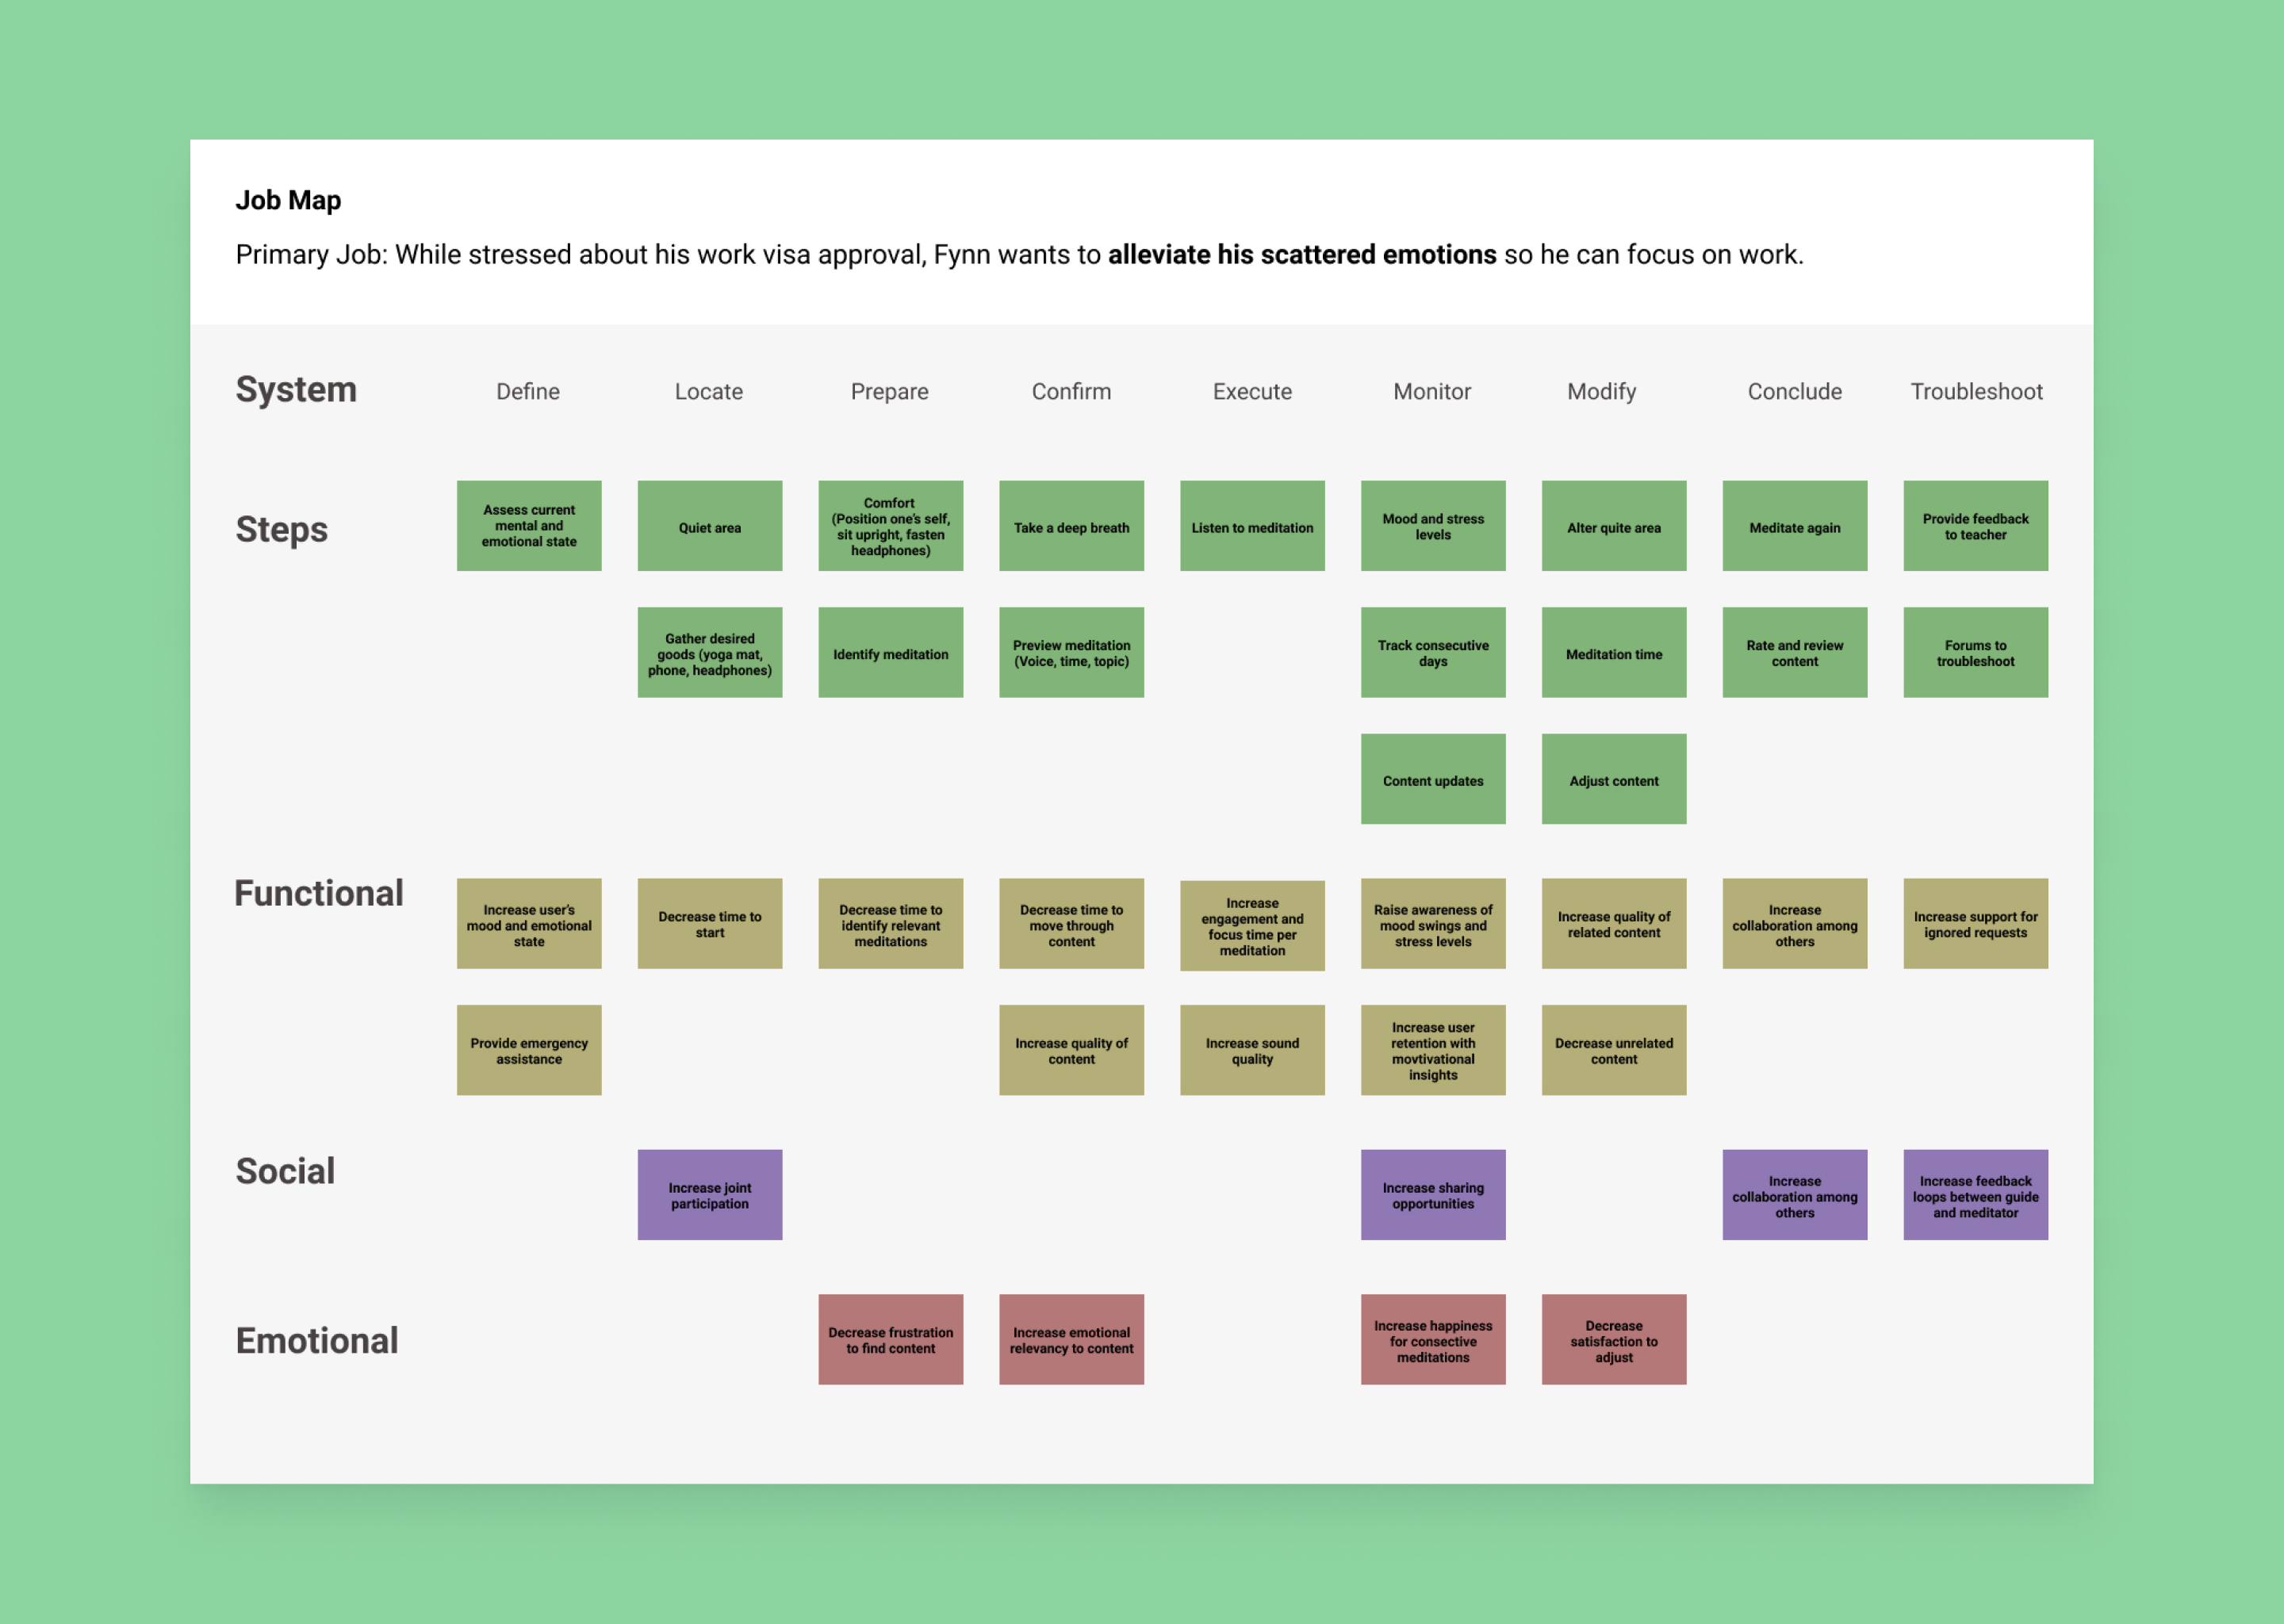 Job Map
Primary Job: While stressed about his work visa approval, Fynn wants to alleviate his scattered emotions so he can focus on work.
System
Define
Locate
Prepare
Confirm
Execute
Monitor
Modify
Conclude
Troubleshoot
Steps
Assess current
mental and
emotional state
Quiet area
Comfort
(Position one's self,
sit upright, fasten
headphones)
Take a deep breath
Listen to meditation
Mood and stress
levels
Alter quite area
Meditate again
Provide feedback
to teacher
Gather desired
goods (yoga mat,
phone, headphones)
Identify meditation
Preview meditation
(Voice, time, topic)
Track consecutive
days
Meditation time
Rate and review
content
Forums to
troubleshoot
Content updates
Adjust content
Functional
Increase user's
mood and emotional
state
Decrease time to
start
Decrease time to
identify relevant
meditations
Decrease time to
move through
content
Increase
engagement and
focus time per
meditation
Raise awareness of
mood swings and
stress levels
Increase quality of
related content
Increase
collaboration among
others
Increase support for
ignored requests
Provide emergency
assistance
Increase quality of
content
Increase sound
quality
Increase user
retention with
movtivational
insights
Decrease unrelated
content
Social
Increase joint
participation
Increase sharing
opportunities
Increase
collaboration among
others
Increase feedback
loops between guide
and meditator
Emotional
Decrease frustration
to find content
Increase emotional
relevancy to content
Increase happiness
for consective
meditations
Decrease
satisfaction to
adjust